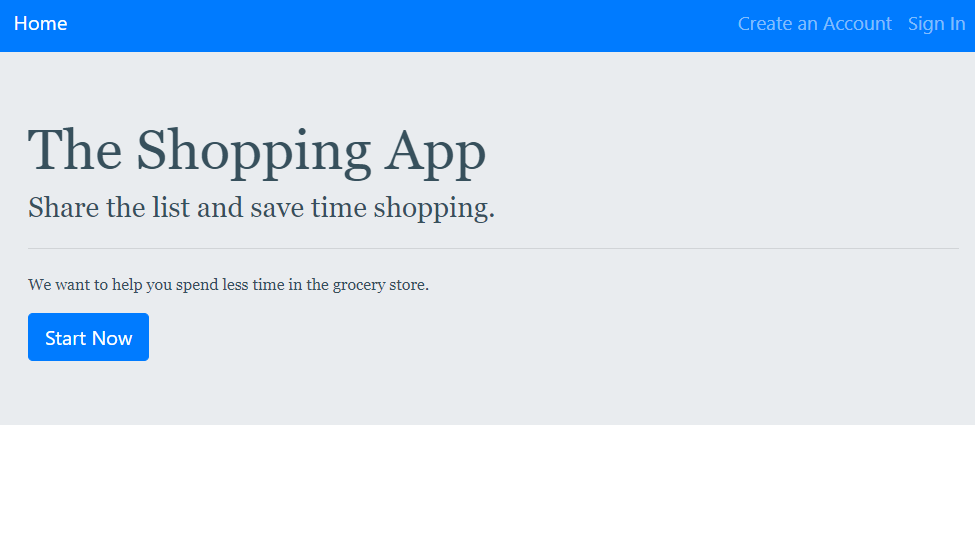 Home
Create an Account
Sign In
The Shopping App
Share the list and save time shopping.
We want to help you spend less time in the grocery store.
Start Now